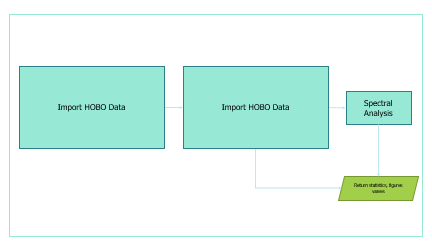 Import HOBO Data
Import HOBO Data
Spectral
Analysis
Return statistics, figures
waves